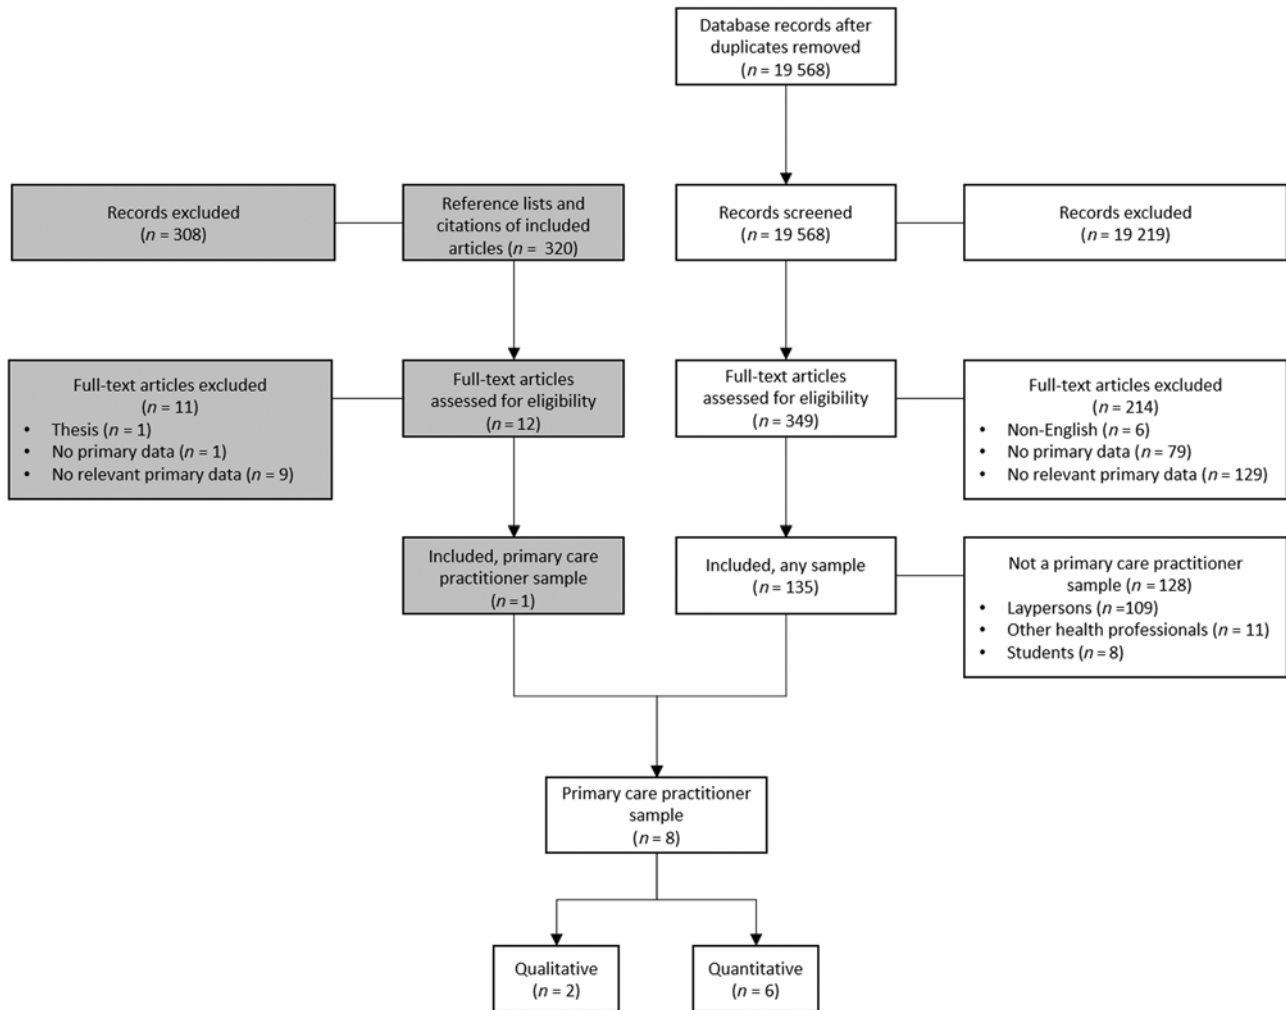 Database records after
duplicates removed
(n = 19 568)
Records excluded
(n = 308)
Reference lists and
citations of included
articles (n =  320)
Records screened
(n = 19 568)
Records excluded
(n = 19 219)
Full-text articles excluded
(n = 11)
• Thesis (n = 1)
• No primary data (n = 1)
• No relevant primary data (n = 9)
Full-text articles
assessed for eligibility
(n = 12)
Full-text articles
assessed for eligibility
(n = 349)
Full-text articles excluded
(n = 214)
• Non-English (n = 6)
• No primary data (n = 79)
• No relevant primary data (n = 129)
Included, primary care
practitioner sample
(n = 1)
Included, any sample
(n = 135)
Not a primary care practitioner
sample (n = 128)
• Laypersons (n =109)
• Other health professionals (n = 11)
• Students (n = 8)
Primary care practitioner
sample
(n = 8)
Qualitative
(n = 2)
Quantitative
(n = 6)